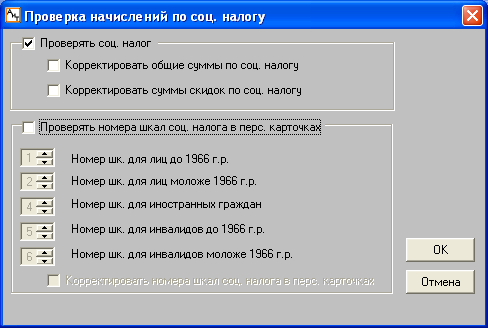 Проверка начислений по соц. налогу
Проверять соц. налог
Корректировать общие суммы по соц. налогу
Корректировать суммы скидок по соц. налогу
Проверять номера шкал соц. налога в перс. карточках
1 Номер шк. для лиц до 1966 г.р.
2 Номер шк. для лиц моложе 1966 г.р.
4 Номер шк. для иностранных граждан
5 Номер шк. для инвалидов до 1966 г.р.
6 Номер шк. для инвалидов моложе 1966 г.р.
Корректировать номера шкал соц. налога в перс. карточках
OK
Отмена